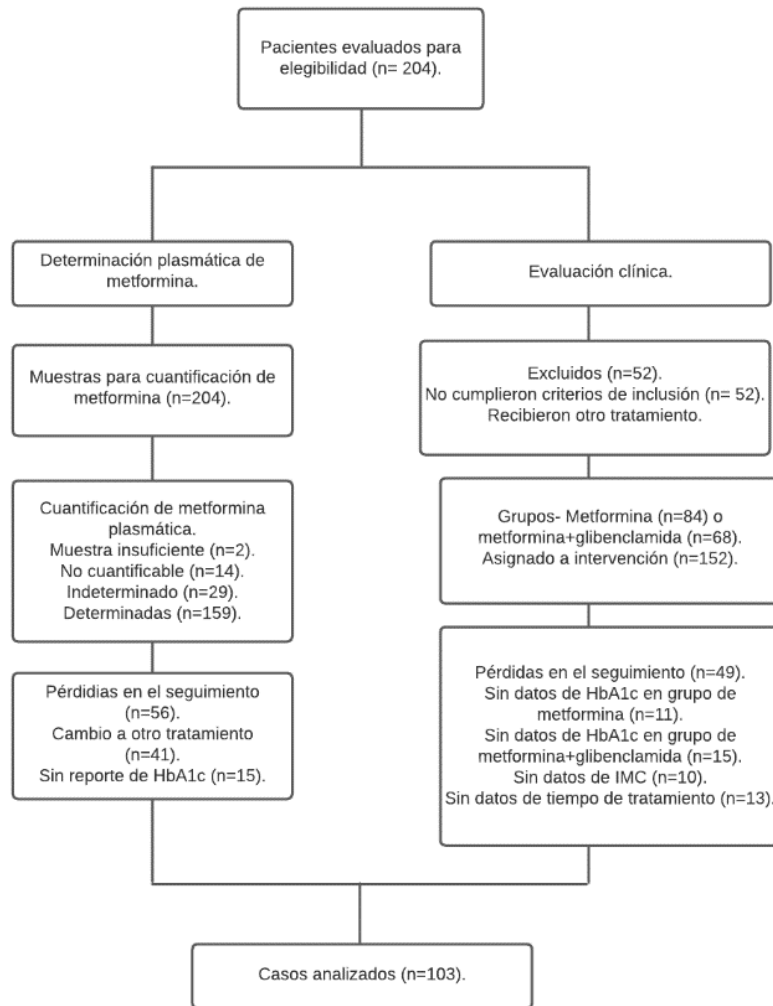 Pacientes evaluados para
elegibilidad (n= 204).
Determinación plasmática de
metformina.
Muestras para cuantificación de
metformina (n=204).
Cuantificación de metformina
plasmática.
Muestra insuficiente (n=2).
No cuantificable (n=14).
Indeterminado (n=29).
Determinadas (n=159).
Pérdidias en el seguimiento
(n=56).
Cambio a otro tratamiento
(n=41).
Sin reporte de HbA1c (n=15).
Evaluación clínica.
Excluidos (n=52).
No cumplieron criterios de inclusión (n= 52).
Recibieron otro tratamiento.
Grupos- Metformina (n=84) o
metformina+glibenclamida (n=68).
Asignado a intervención (n=152).
Pérdidas en el seguimiento (n=49).
Sin datos de HbA1c en grupo de
metformina (n=11).
Sin datos de HbA1c en grupo de
metformina+glibenclamida (n=15).
Sin datos de IMC (n=10).
Sin datos de tiempo de tratamiento (n=13).
Casos analizados (n=103).